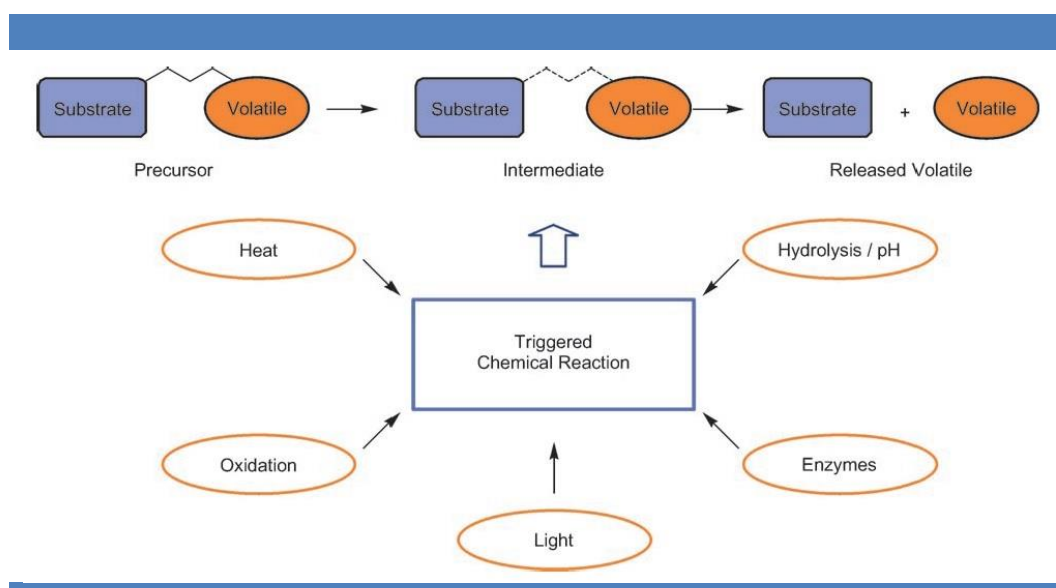 Substrate
Volatile
Substrate
Volatile
Substrate
+
Volatile
Precursor
Intermediate
Released Volatile
Heat
Hydrolysis / pH
Triggered
Chemical Reaction
Oxidation
Enzymes
Light